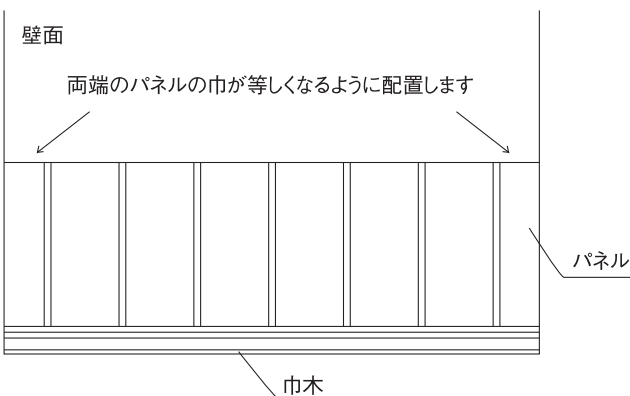 壁面
両端のパネルの巾が等しくなるように配置します
パネル
巾木